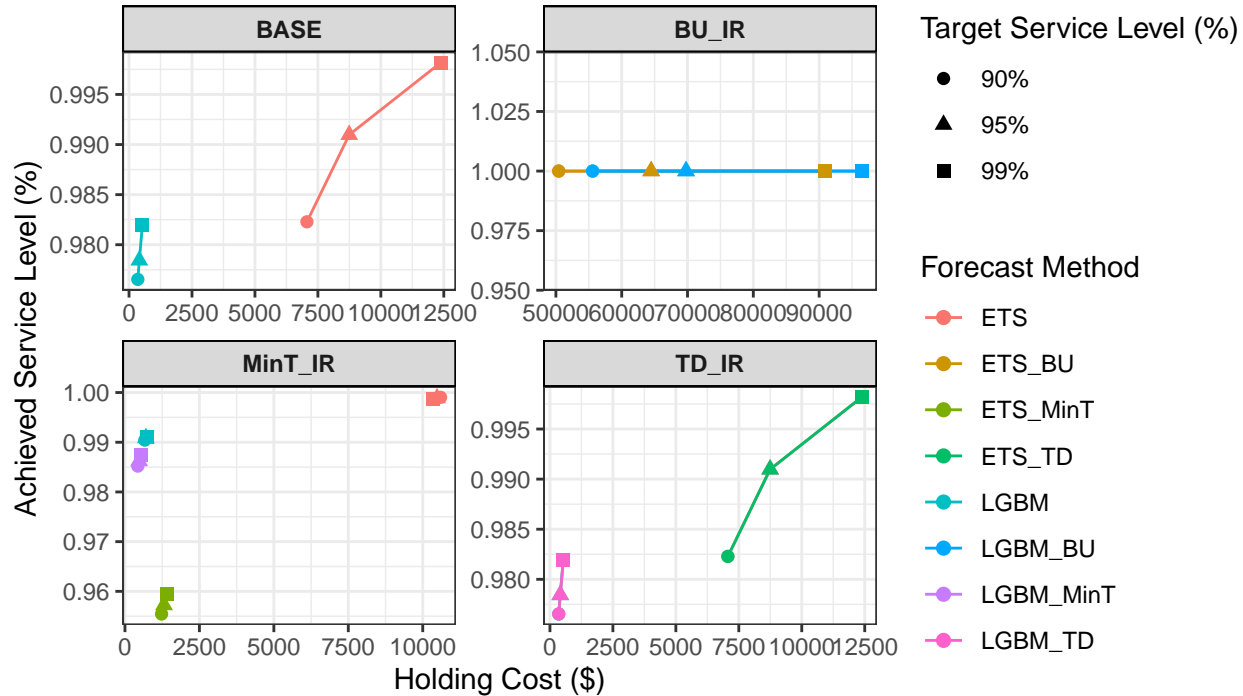 BASE
BU_IR
0.995
0.990
0.985
0.980
0 2500 5000 7500 10000 12500
1.050
1.025
1.000
0.975
0.950
50000 60000 70000 80000 90000
MinT_IR
TD_IR
1.00
0.99
0.98
0.97
0.96
0 2500 5000 7500 10000
0.995
0.990
0.985
0.980
0 2500 5000 7500 10000 12500
Achieved Service Level (%)
Holding Cost ($)
Target Service Level (%)
90%
95%
99%
Forecast Method
ETS
ETS_BU
ETS_MinT
ETS_TD
LGBM
LGBM_BU
LGBM_MinT
LGBM_TD